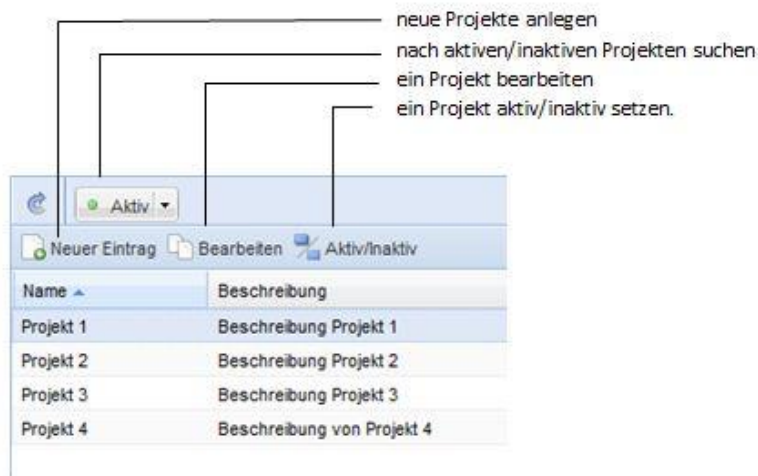 neue Projekte anlegen
nach aktiven/inaktiven Projekten suchen
ein Projekt bearbeiten
ein Projekt aktiv/inaktiv setzen.
Aktiv
Neuer Eintrag Bearbeiten Aktiv/Inaktiv
Name Beschreibung
Projekt 1 Beschreibung Projekt 1
Projekt 2 Beschreibung Projekt 2
Projekt 3 Beschreibung Projekt 3
Projekt 4 Beschreibung von Projekt 4